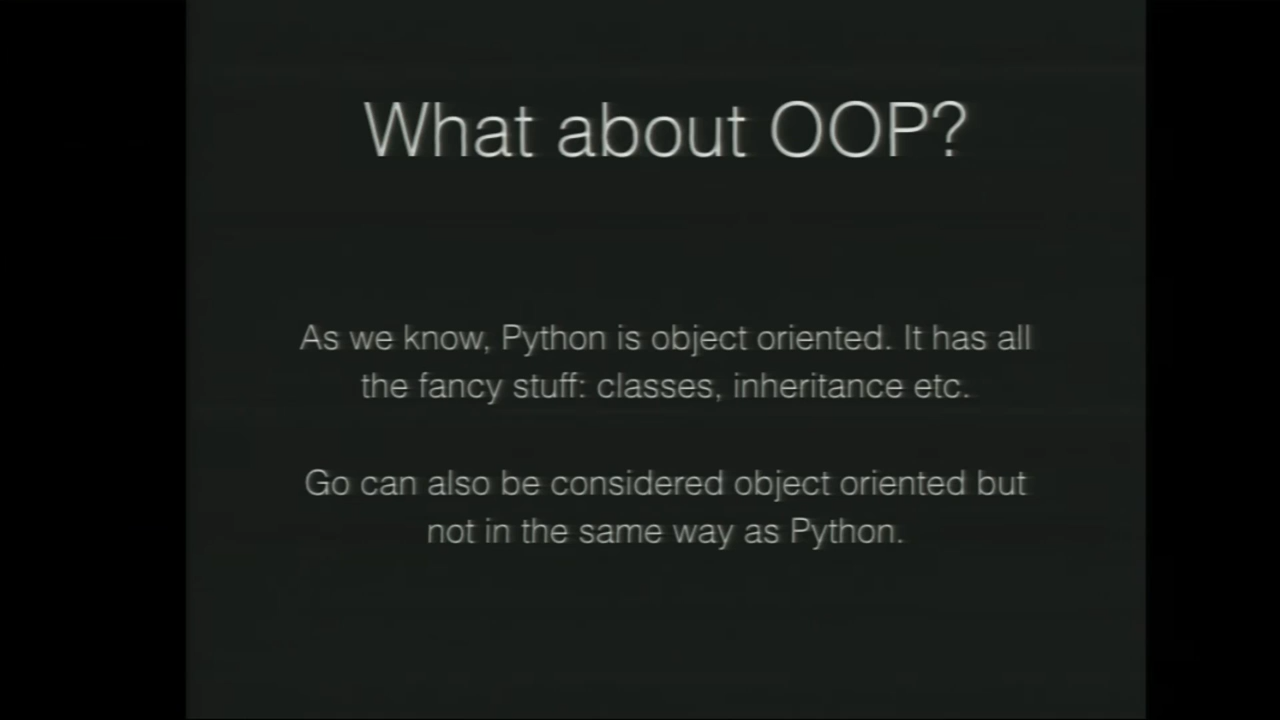 What about OOP?
As we know, Python is object oriented. It has all
the fancy stuff: classes, inheritance etc.
Go can also be considered object oriented but
not in the same way as Python.